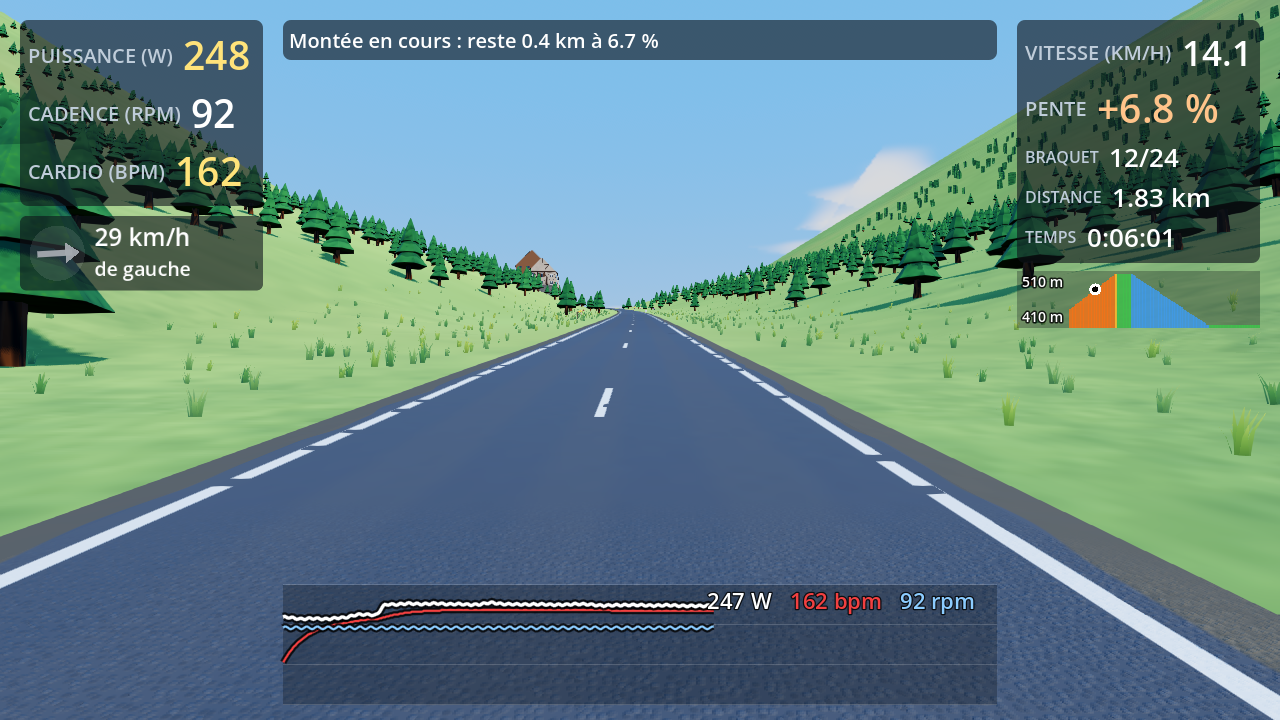 PUISSANCE (W) 248
CADENCE (RPM) 92
CARDIO (BPM) 162
29 km/h
de gauche
Montée en cours : reste 0.4 km à 6.7 %
VITESSE (KM/H) 14.1
PENTE +6.8 %
BRAQUET 12/24
DISTANCE 1.83 km
TEMPS 0:06:01
510 m
410 m
247 W 162 bpm 92 rpm